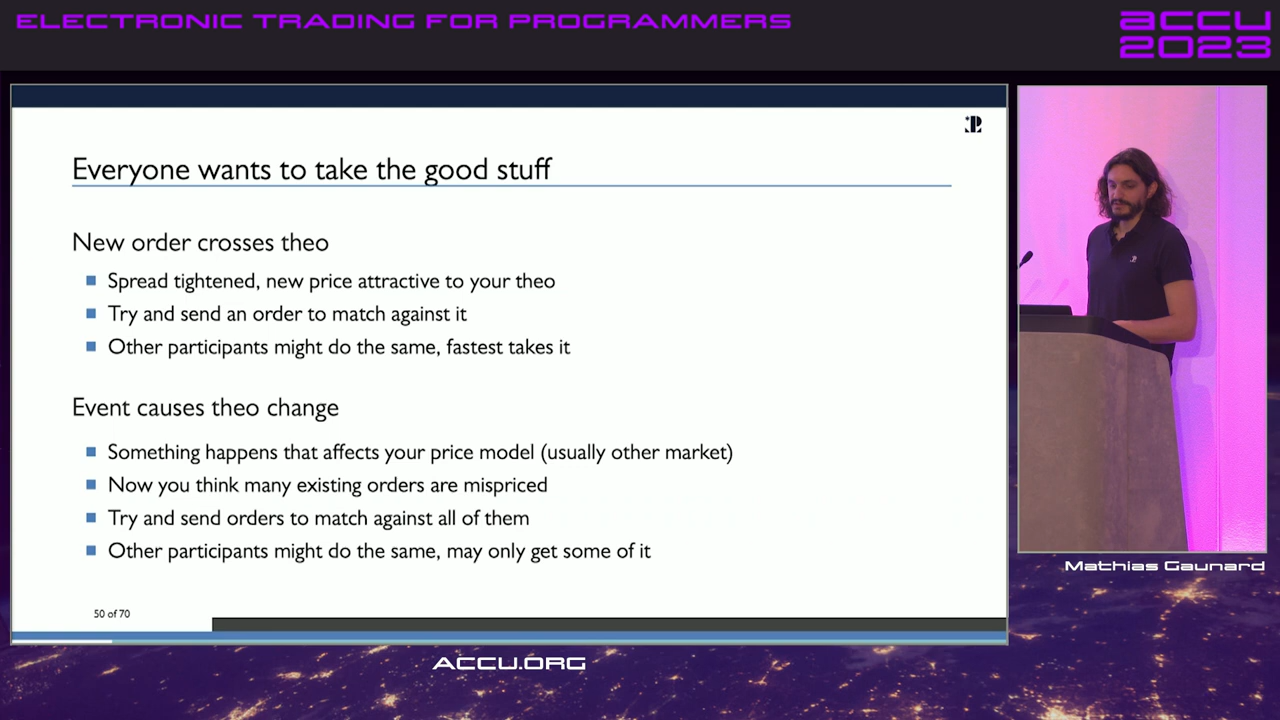 ELECTRONIC TRADING FOR PROGRAMMERS
accu
2023
Everyone wants to take the good stuff
New order crosses theo
Spread tightened, new price attractive to your theo
Try and send an order to match against it
Other participants might do the same, fastest takes it
Event causes theo change
Something happens that affects your price model (usually other market)
Now you think many existing orders are mispriced
Try and send orders to match against all of them
Other participants might do the same, may only get some of it
50 of 70
Mathias Gaunard
ACCU.ORG